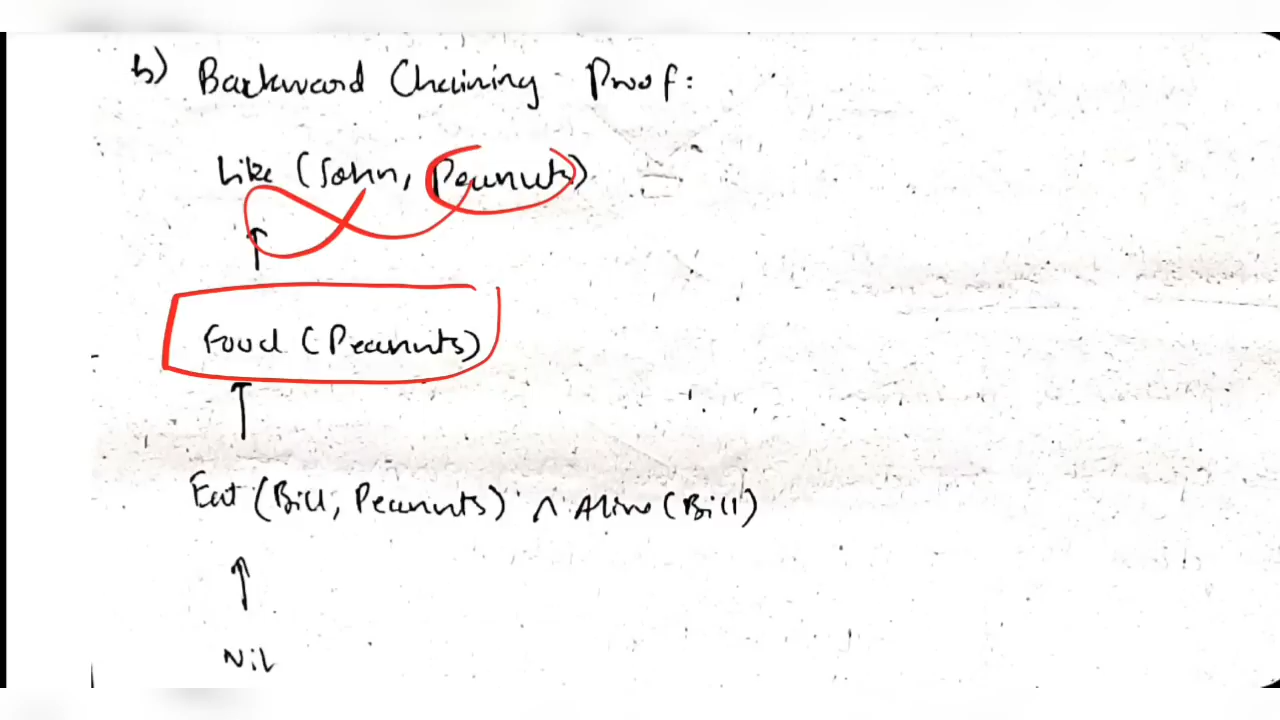 b) Backward Chaining Proof:
Like (John, Peanuts)
↑
Food (Peanuts)
↑
Eat (Bill, Peanuts) ∧ Alive (Bill)
↑
Nil